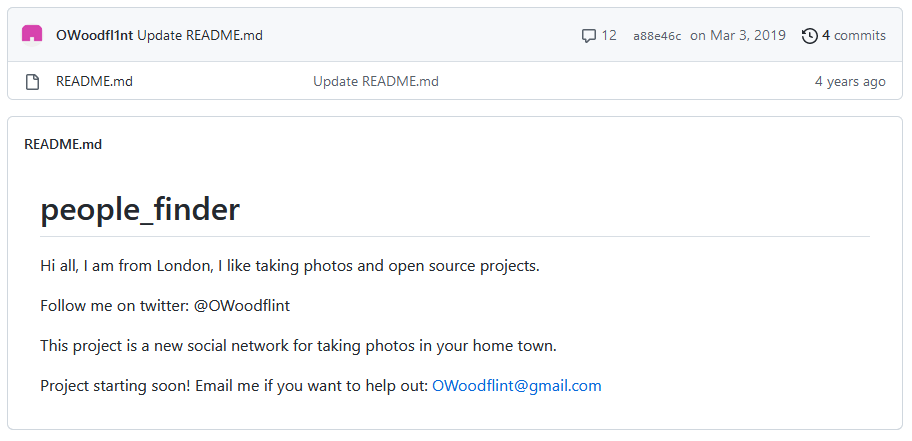 OWoodfl1nt Update README.md 12 a88e46c on Mar 3, 2019 4 commits
README.md Update README.md 4 years ago
README.md
people_finder
Hi all, I am from London, I like taking photos and open source projects.
Follow me on twitter: @OWoodflint
This project is a new social network for taking photos in your home town.
Project starting soon! Email me if you want to help out: OWoodflint@gmail.com